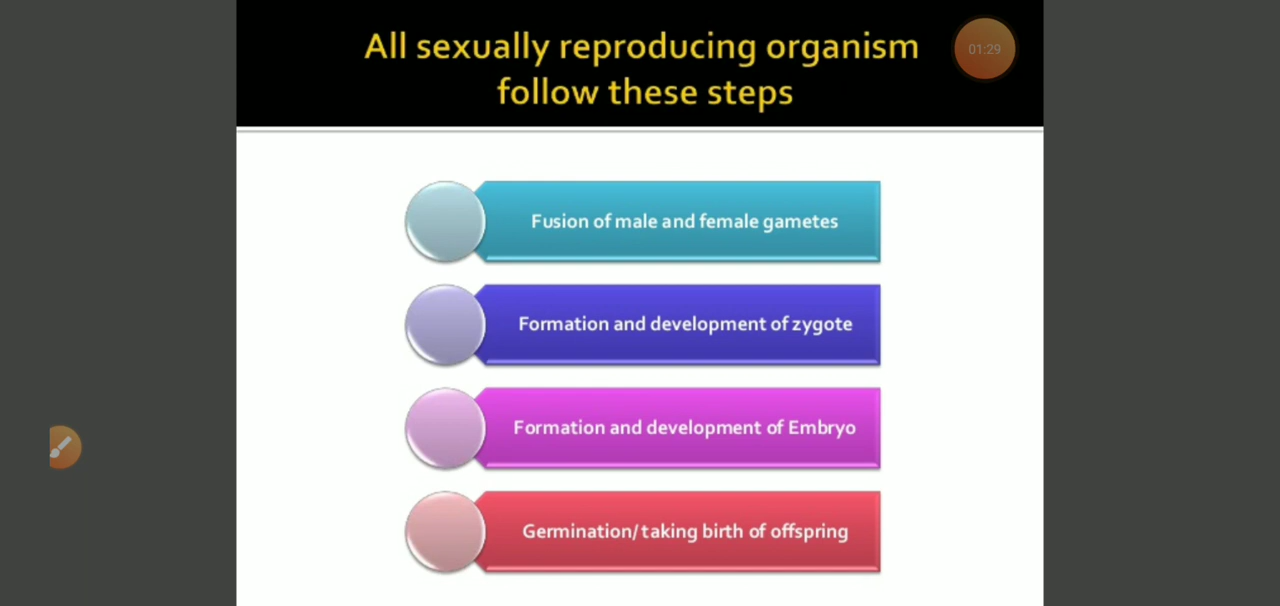 All sexually reproducing organism
follow these steps
01:29
Fusion of male and female gametes
Formation and development of zygote
Formation and development of Embryo
Germination/ taking birth of offspring